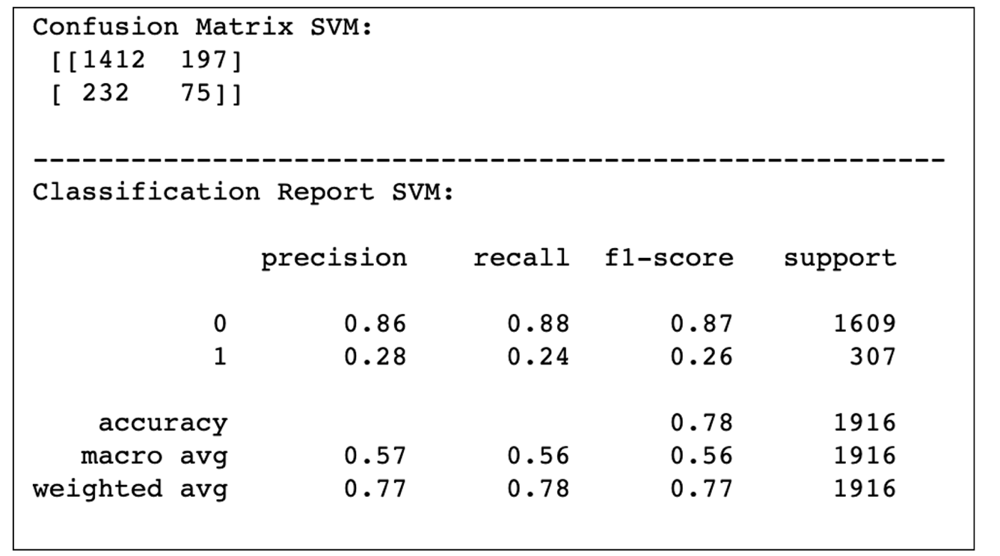 Confusion Matrix SVM:
[[1412 197]
[ 232 75]]
--------------------------------------------------------
Classification Report SVM:
precision recall f1-score support
0 0.86 0.88 0.87 1609
1 0.28 0.24 0.26 307
accuracy 0.78 1916
macro avg 0.57 0.56 0.56 1916
weighted avg 0.77 0.78 0.77 1916